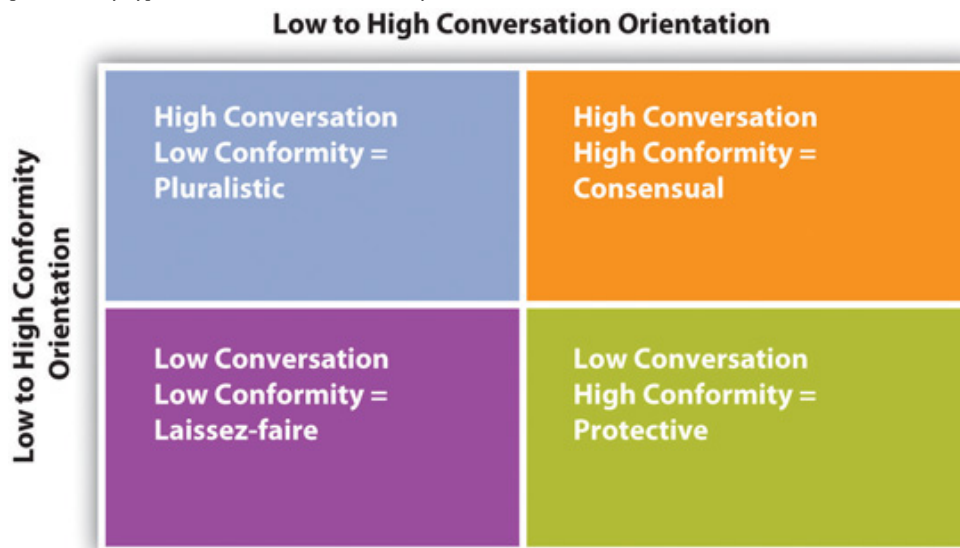 Low to High Conversation Orientation
Low to High Conformity
Orientation
High Conversation
Low Conformity =
Pluralistic
High Conversation
High Conformity =
Consensual
Low Conversation
Low Conformity =
Laissez-faire
Low Conversation
High Conformity =
Protective